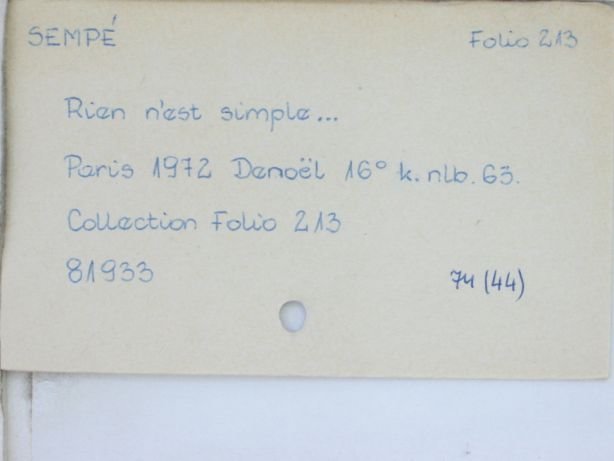 SEMPÉ Folio 213
Rien n'est simple...
Paris 1972 Denoël 16° k. nlb. 63.
Collection Folio 213
81933 74 (44)